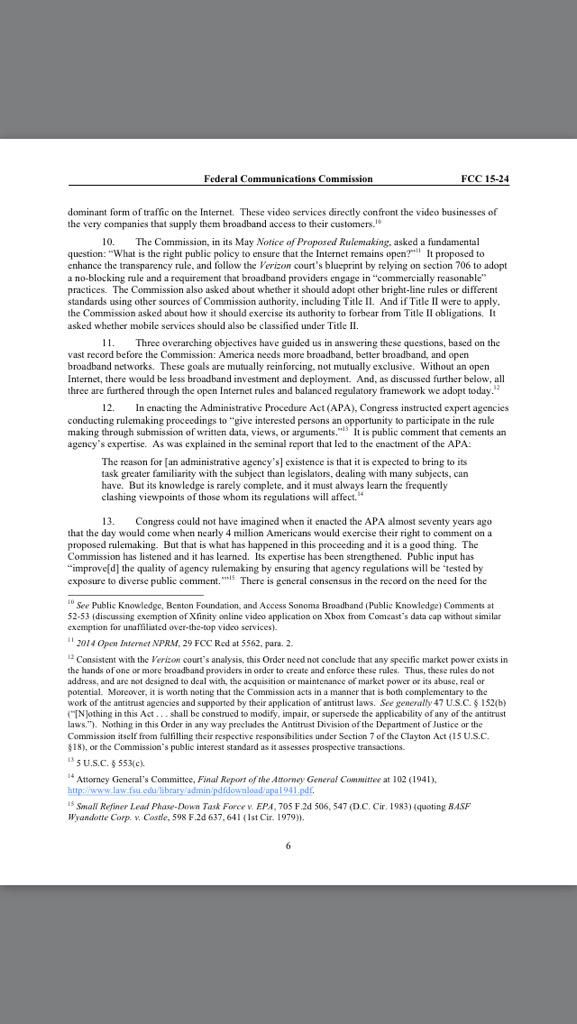 Federal Communications Commission FCC 15-24
dominant form of traffic on the Internet. These video services directly confront the video businesses of
the very companies that supply them broadband access to their customers.10
10. The Commission, in its May Notice of Proposed Rulemaking, asked a fundamental
question: “What is the right public policy to ensure that the Internet remains open?”11 It proposed to
enhance the transparency rule, and follow the Verizon court’s blueprint by relying on section 706 to adopt
a no-blocking rule and a requirement that broadband providers engage in “commercially reasonable”
practices. The Commission also asked about whether it should adopt other bright-line rules or different
standards using other sources of Commission authority, including Title II. And if Title II were to apply,
the Commission asked about how it should exercise its authority to forbear from Title II obligations. It
asked whether mobile services should also be classified under Title II.
11. Three overarching objectives have guided us in answering these questions, based on the
vast record before the Commission: America needs more broadband, better broadband, and open
broadband networks. These goals are mutually reinforcing, not mutually exclusive. Without an open
Internet, there would be less broadband investment and deployment. And, as discussed further below, all
three are furthered through the open Internet rules and balanced regulatory framework we adopt today.12
12. In enacting the Administrative Procedure Act (APA), Congress instructed expert agencies
conducting rulemaking proceedings to “give interested persons an opportunity to participate in the rule
making through submission of written data, views, or arguments.”13 It is public comment that cements an
agency’s expertise. As was explained in the seminal report that led to the enactment of the APA:
The reason for [an administrative agency’s] existence is that it is expected to bring to its
task greater familiarity with the subject than legislators, dealing with many subjects, can
have. But its knowledge is rarely complete, and it must always learn the frequently
clashing viewpoints of those whom its regulations will affect.14
13. Congress could not have imagined when it enacted the APA almost seventy years ago
that the day would come when nearly 4 million Americans would exercise their right to comment on a
proposed rulemaking. But that is what has happened in this proceeding and it is a good thing. The
Commission has listened and it has learned. Its expertise has been strengthened. Public input has
“improve[d] the quality of agency rulemaking by ensuring that agency regulations will be ‘tested by
exposure to diverse public comment.’”15 There is general consensus in the record on the need for the
10 See Public Knowledge, Benton Foundation, and Access Sonoma Broadband (Public Knowledge) Comments at
52-53 (discussing exemption of Xfinity online video application on Xbox from Comcast’s data cap without similar
exemption for unaffiliated over-the-top video services).
11 2014 Open Internet NPRM, 29 FCC Rcd at 5562, para. 2.
12 Consistent with the Verizon court’s analysis, this Order need not conclude that any specific market power exists in
the hands of one or more broadband providers in order to create and enforce these rules. Thus, these rules do not
address, and are not designed to deal with, the acquisition or maintenance of market power or its abuse, real or
potential. Moreover, it is worth noting that the Commission acts in a manner that is both complementary to the
work of the antitrust agencies and supported by their application of antitrust laws. See generally 47 U.S.C. § 152(b)
(“[N]othing in this Act . . . shall be construed to modify, impair, or supersede the applicability of any of the antitrust
laws.”). Nothing in this Order in any way precludes the Antitrust Division of the Department of Justice or the
Commission itself from fulfilling their respective responsibilities under Section 7 of the Clayton Act (15 U.S.C.
§18), or the Commission’s public interest standard as it assesses prospective transactions.
13 5 U.S.C. § 553(c).
14 Attorney General’s Committee, Final Report of the Attorney General Committee at 102 (1941),
http://www.law.fsu.edu/library/admin/pdfdownload/apa1941.pdf.
15 Small Refiner Lead Phase-Down Task Force v. EPA, 705 F.2d 506, 547 (D.C. Cir. 1983) (quoting BASF
Wyandotte Corp. v. Costle, 598 F.2d 637, 641 (1st Cir. 1979)).
6